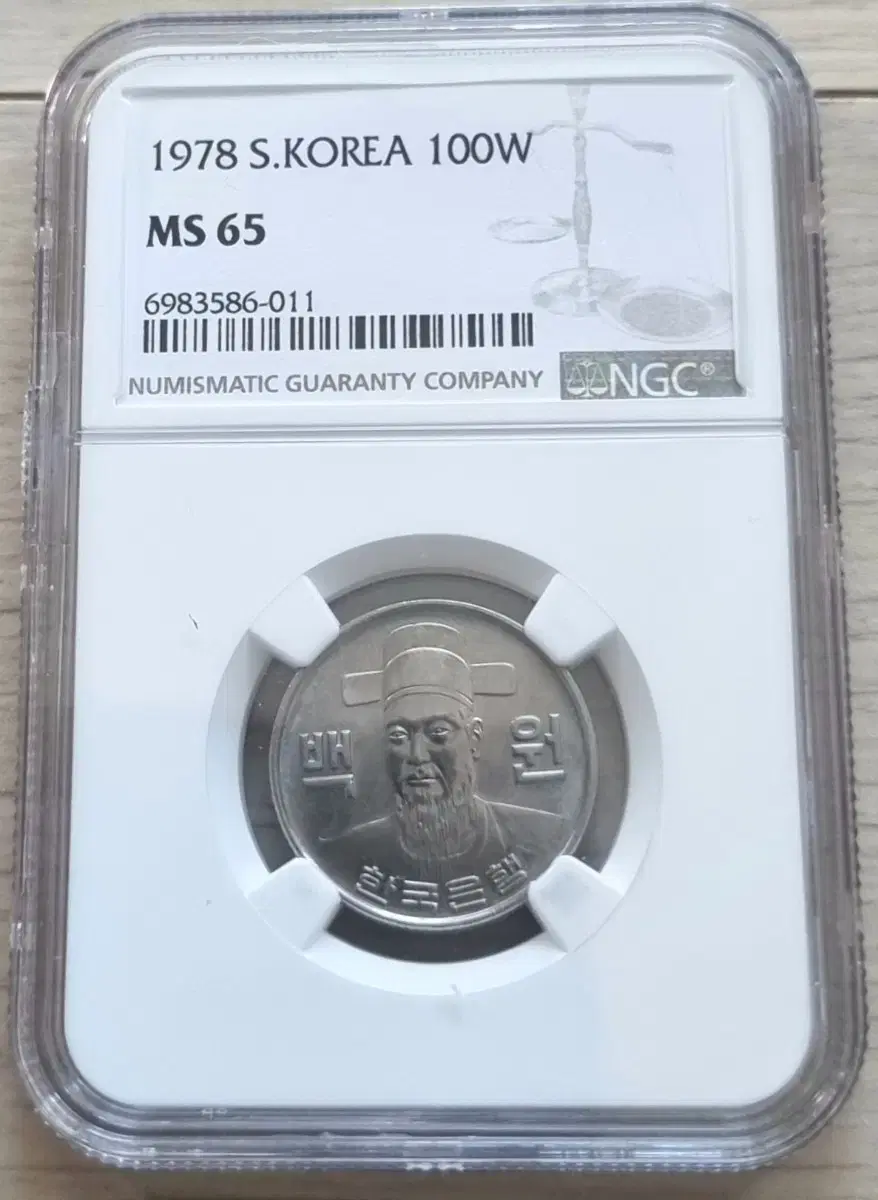 1978 S.KOREA 100W
MS 65
6983586-011
NUMISMATIC GUARANTY COMPANY
NGC®
백 원
한국은행